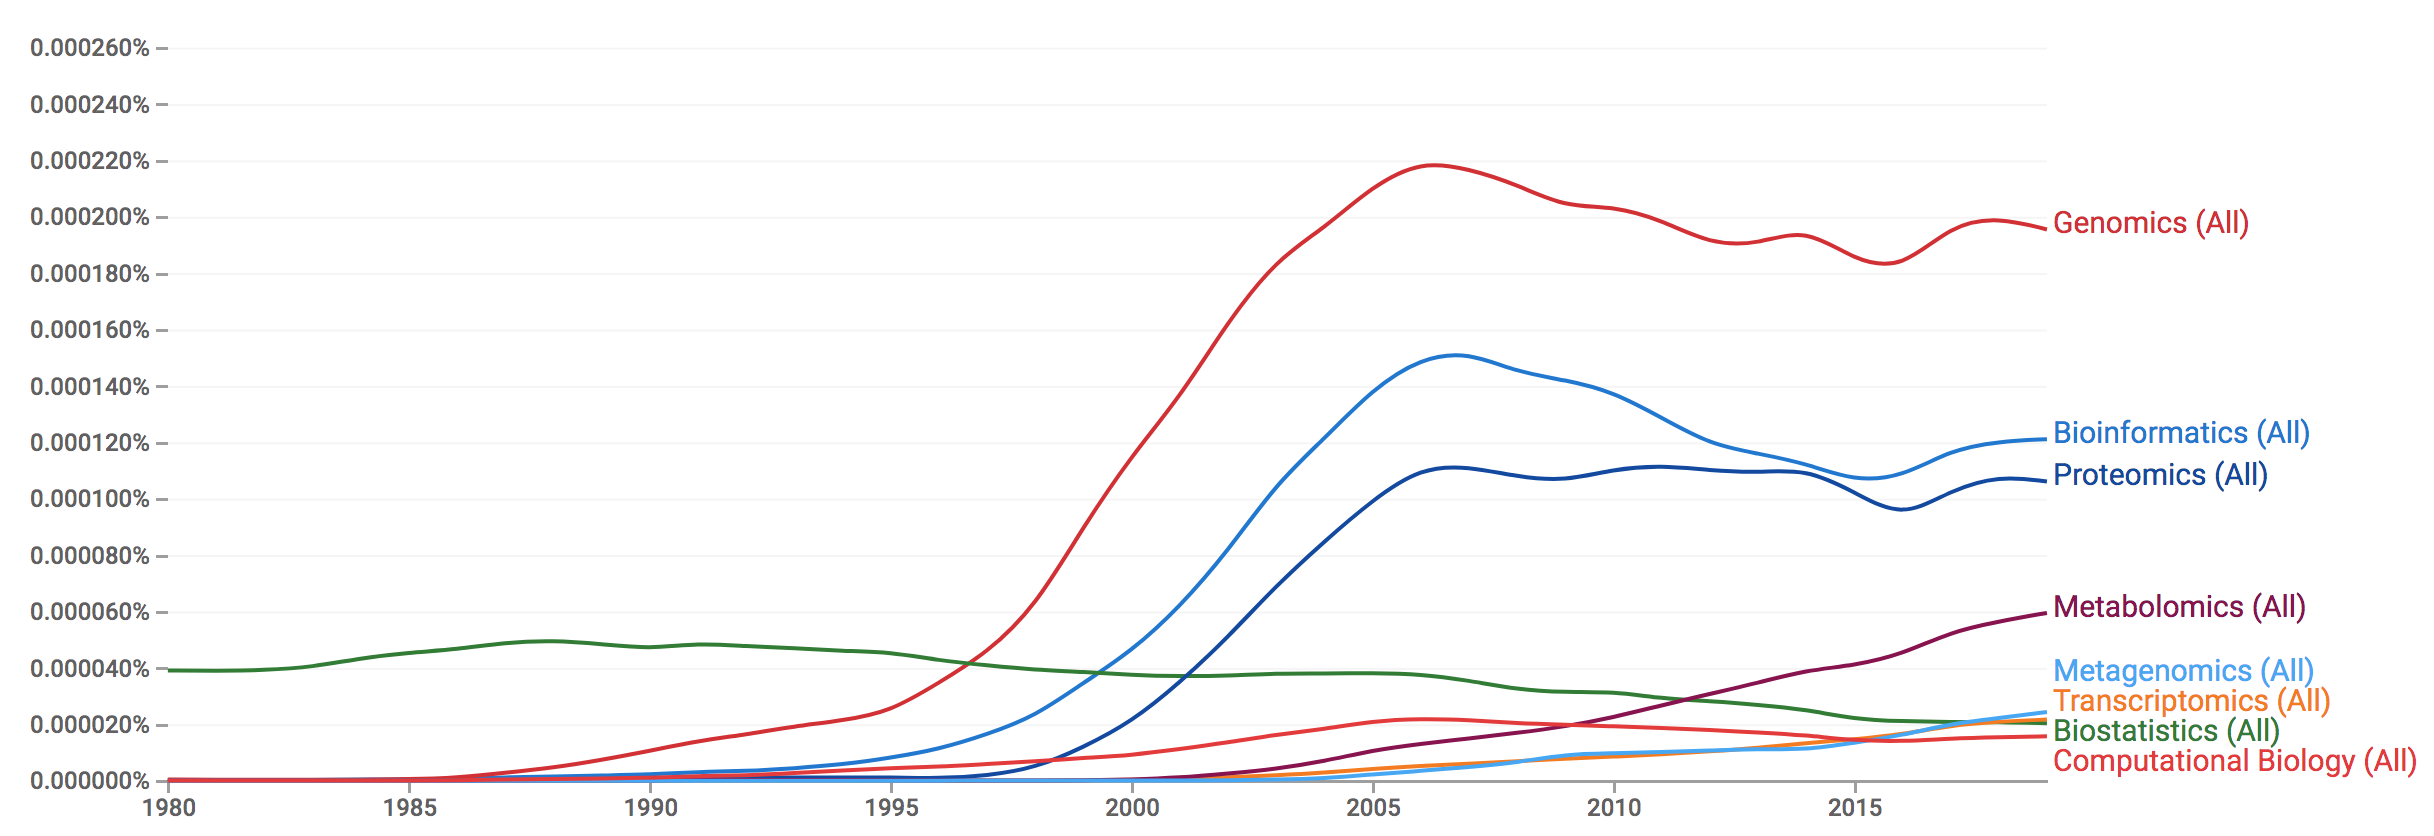 0.000260%
0.000240%
0.000220%
0.000200%
0.000180%
0.000160%
0.000140%
0.000120%
0.000100%
0.000080%
0.000060%
0.000040%
0.000020%
0.000000%
1980 1985 1990 1995 2000 2005 2010 2015
Genomics (All)
Bioinformatics (All)
Proteomics (All)
Metabolomics (All)
Metagenomics (All)
Transcriptomics (All)
Biostatistics (All)
Computational Biology (All)